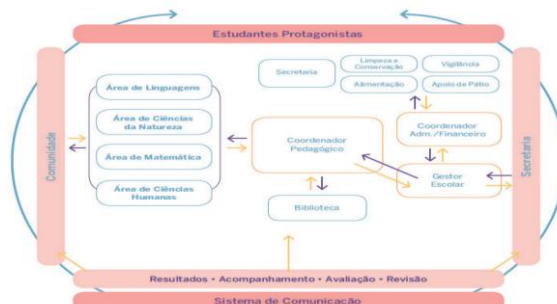 Estudantes Protagonistas
Comunidade
Área de Linguagens
Área de Ciências
da Natureza
Área de Matemática
Área de Ciências
Humanas
Secretaria
Limpeza e
Conservação
Vigilância
Alimentação
Apoio de Pátio
Coordenador
Pedagógico
Coordenador
Adm./Financeiro
Gestor
Escolar
Biblioteca
Secretaria
Resultados • Acompanhamento • Avaliação • Revisão
Sistema de Comunicação